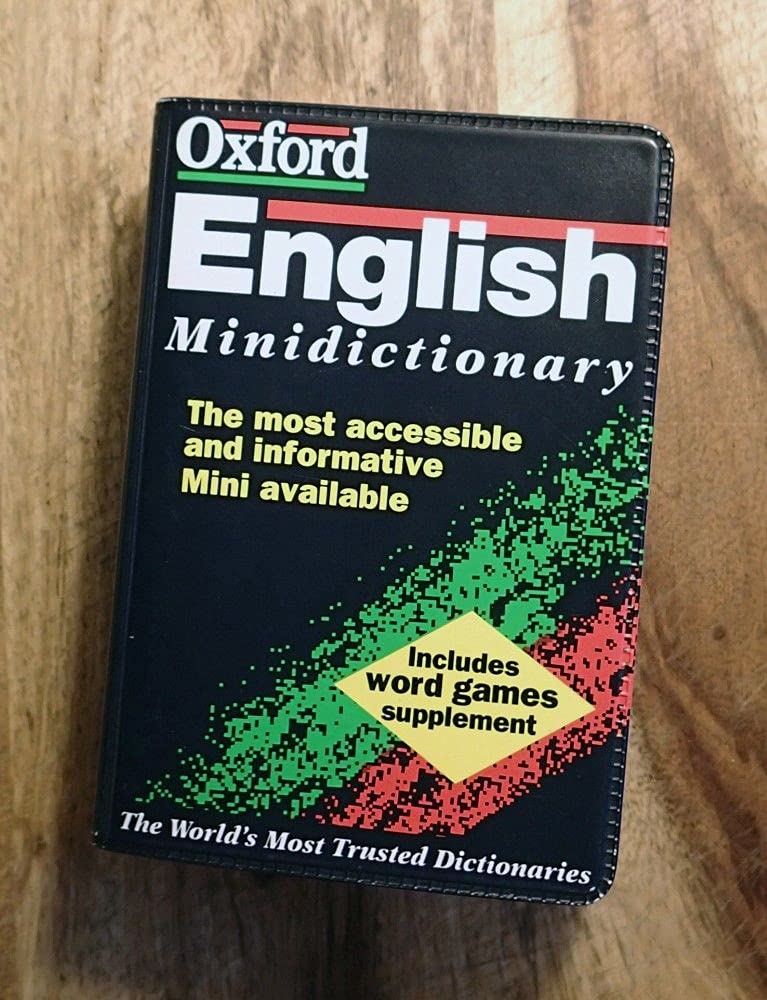 Oxford
English
Minidictionary
The most accessible
and informative
Mini available
Includes
word games
supplement
The World's Most Trusted Dictionaries